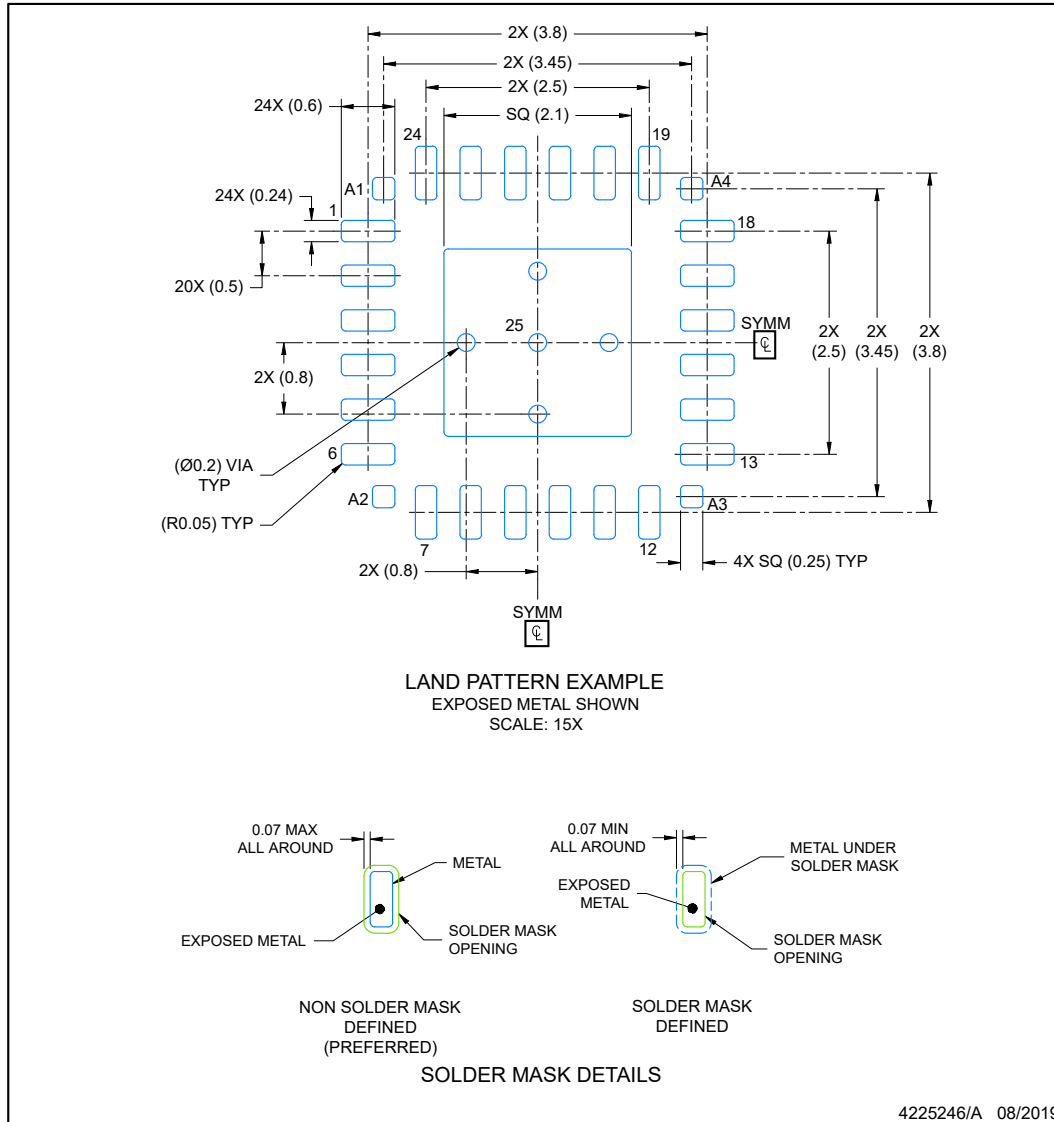 2X (3.8)
2X (3.45)
2X (2.5)
24X (0.6)
SQ (2.1)
24
19
A1
A4
24X (0.24)
1
18
20X (0.5)
25
SYMM
℄
2X
(2.5)
2X
(3.45)
2X
(3.8)
2X (0.8)
6
13
(Ø0.2) VIA
TYP
A2
A3
(R0.05) TYP
7
12
2X (0.8)
4X SQ (0.25) TYP
SYMM
℄
LAND PATTERN EXAMPLE
EXPOSED METAL SHOWN
SCALE: 15X
0.07 MAX
ALL AROUND
METAL
EXPOSED METAL
SOLDER MASK
OPENING
NON SOLDER MASK
DEFINED
(PREFERRED)
0.07 MIN
ALL AROUND
METAL UNDER
SOLDER MASK
EXPOSED
METAL
SOLDER MASK
OPENING
SOLDER MASK
DEFINED
SOLDER MASK DETAILS
4225246/A 08/2019